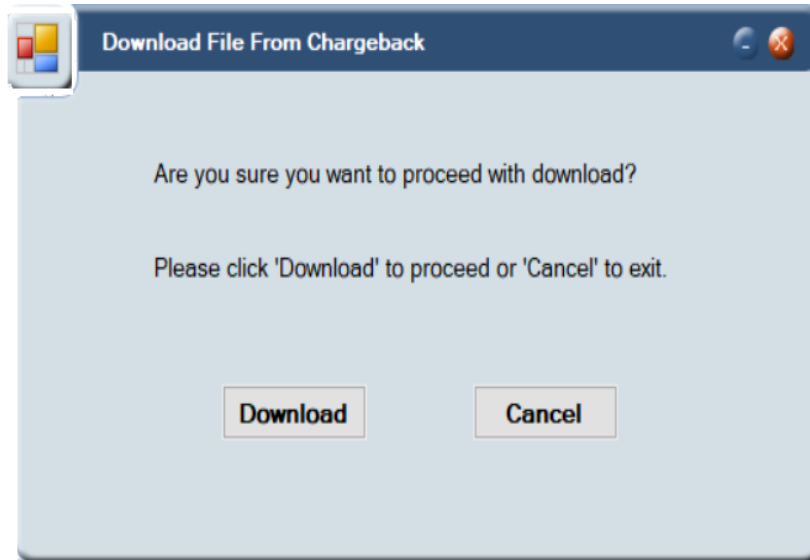 Download File From Chargeback
Are you sure you want to proceed with download?
Please click 'Download' to proceed or 'Cancel' to exit.
Download
Cancel